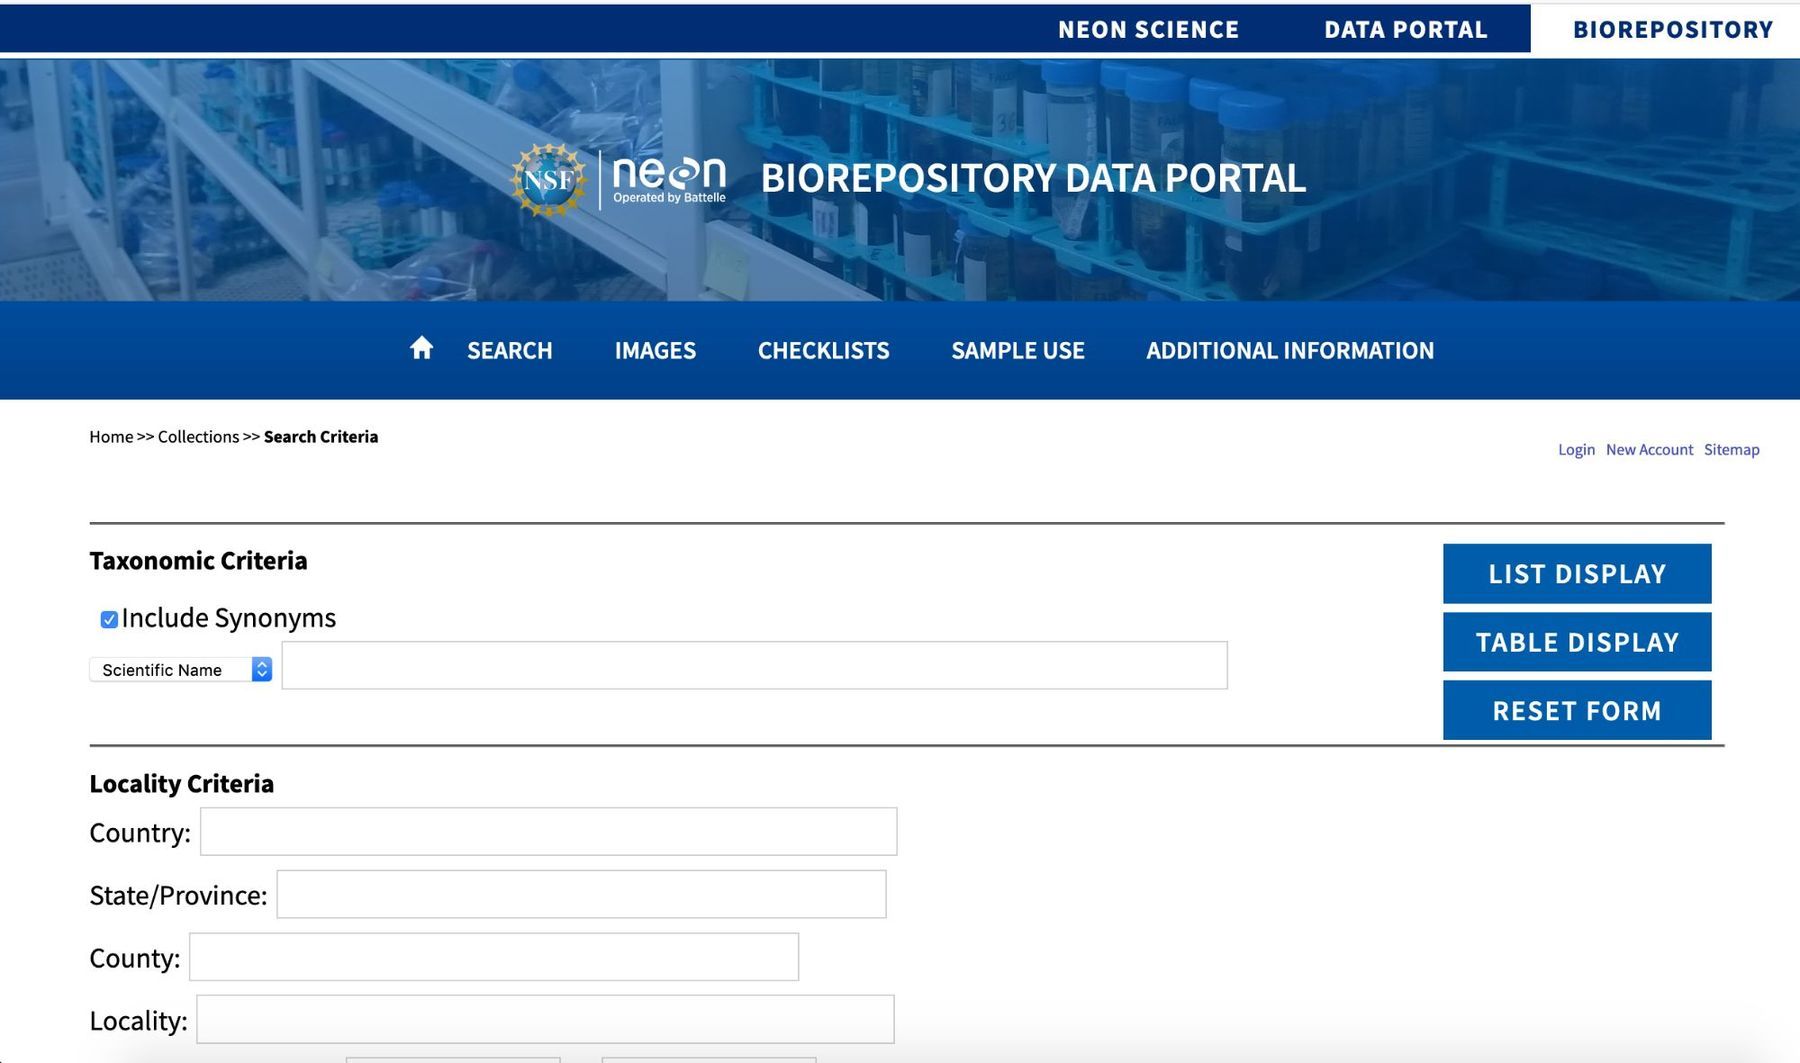 NEON SCIENCE DATA PORTAL BIOREPOSITORY
NSF neon Operated by Battelle BIOREPOSITORY DATA PORTAL
SEARCH IMAGES CHECKLISTS SAMPLE USE ADDITIONAL INFORMATION
Home >> Collections >> Search Criteria
Login New Account Sitemap
Taxonomic Criteria
LIST DISPLAY
Include Synonyms
TABLE DISPLAY
Scientific Name
RESET FORM
Locality Criteria
Country:
State/Province:
County:
Locality: